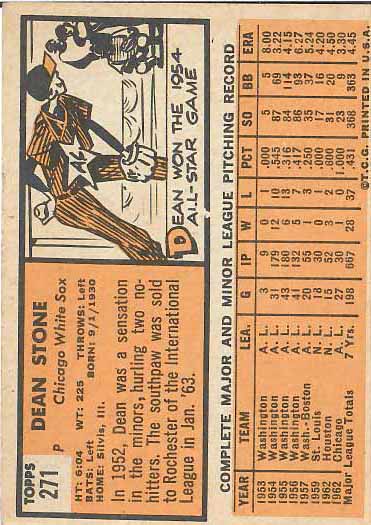 TOPPS
271
P
DEAN STONE
Chicago White Sox
HT: 6:04 WT: 225 THROWS: Left
BATS: Left BORN: 9/1/1930
HOME: Silvis, Ill.
In 1952, Dean was a sensation
in the minors, hurling two no-
hitters. The southpaw was sold
to Rochester of the International
League in Jan. '63.
AL
DEAN WON THE 1954
ALL-STAR GAME
COMPLETE MAJOR AND MINOR LEAGUE PITCHING RECORD
YEAR TEAM LEA. G IP W L PCT SO BB ERA
1953 Washington A. L. 3 9 0 1 .000 5 5 8.00
1954 Washington A. L. 31 179 12 10 .545 87 69 3.22
1955 Washington A. L. 43 180 6 13 .316 84 114 4.15
1956 Washington A. L. 41 132 5 7 .417 86 93 6.27
1957 Wash.-Boston A. L. 20 55 1 3 .250 35 37 5.24
1959 St. Louis N. L. 18 30 0 1 .000 17 16 4.20
1962 Houston N. L. 15 52 3 2 .600 31 20 4.50
1962 Chicago A. L. 27 30 1 0 1.000 23 9 3.30
Major League Totals 7 Yrs. 198 667 28 37 .431 368 363 4.45
©T.C.G. PRINTED IN U.S.A.